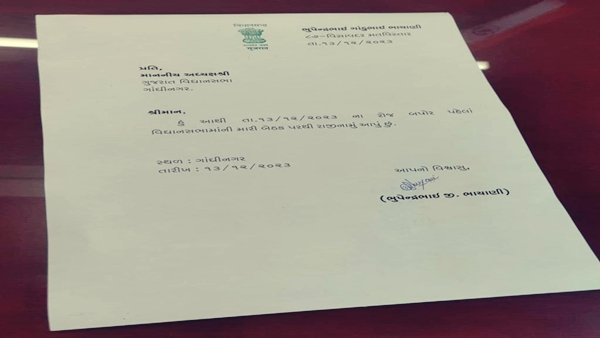 ભુપેન્દ્રભાઈ ગાંડુભાઈ ભાયાણી
૮૭-વિસાવદર મતવિસ્તાર
તા.૧૩/૧૨/૨૦૨૩
પ્રતિ,
માનનીય અધ્યક્ષશ્રી
ગુજરાત વિધાનસભા
ગાંધીનગર.
શ્રીમાન,
હું આથી તા.૧૩/૧૨/૨૦૨૩ ના રોજ બપોર પહેલાં
વિધાનસભામાંની મારી બેઠક પરથી રાજીનામું આપું છું.
સ્થળ : ગાંધીનગર
તારીખ : ૧૩/૧૨/૨૦૨૩
આપનો વિશ્વાસુ,
(ભુપેન્દ્રભાઇ જી. ભાયાણી)